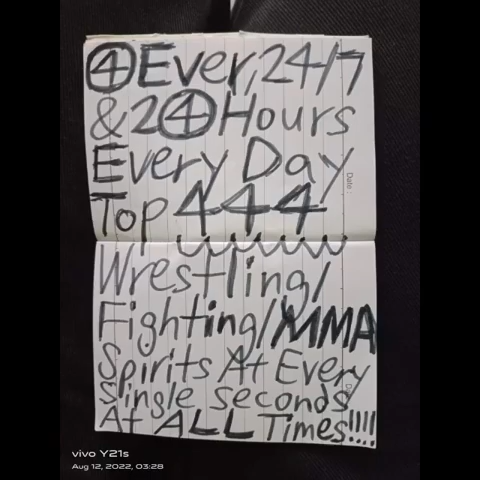 ④Ever,24/7
&2④Hours
Every Day
Date:
Top 444
Wrestling/
Fighting/MMA
Spirits At Every
Single seconds
At ALL Times!!!!
vivo Y21s
Aug 12, 2022, 03:28